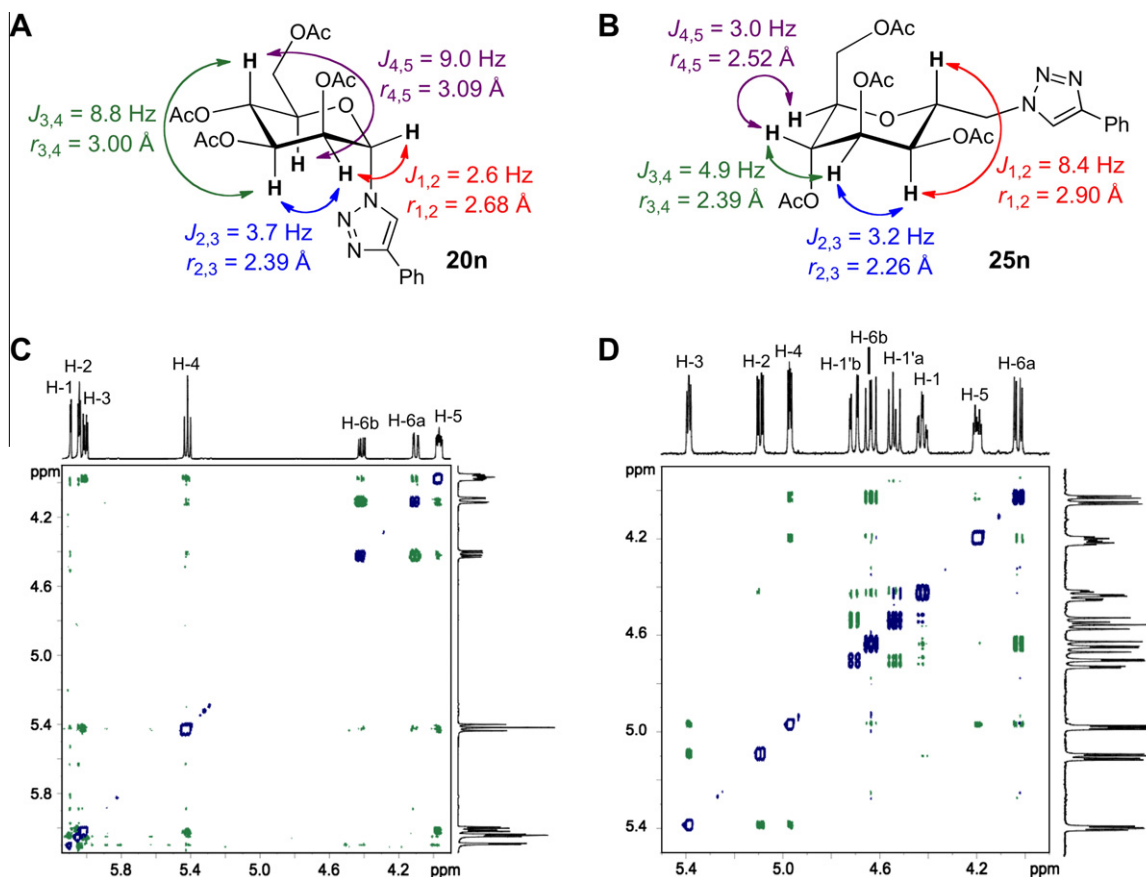 A
OAc
OAc
AcO
AcO
O
H
H
H
H
H
J4,5 = 9.0 Hz
r4,5 = 3.09 Å
J3,4 = 8.8 Hz
r3,4 = 3.00 Å
J1,2 = 2.6 Hz
r1,2 = 2.68 Å
J2,3 = 3.7 Hz
r2,3 = 2.39 Å
N
N
N
Ph
20n
B
J4,5 = 3.0 Hz
r4,5 = 2.52 Å
OAc
OAc
O
OAc
AcO
H
H
H
H
H
N
N
N
Ph
J3,4 = 4.9 Hz
r3,4 = 2.39 Å
J1,2 = 8.4 Hz
r1,2 = 2.90 Å
J2,3 = 3.2 Hz
r2,3 = 2.26 Å
25n
C
H-1
H-2
H-3
H-4
H-6b
H-6a
H-5
ppm
4.2
4.6
5.0
5.4
5.8
5.8 5.4 5.0 4.6 4.2 ppm
D
H-3
H-2
H-4
H-1'b
H-6b
H-1'a
H-1
H-5
H-6a
ppm
4.2
4.6
5.0
5.4
5.4 5.0 4.6 4.2 ppm